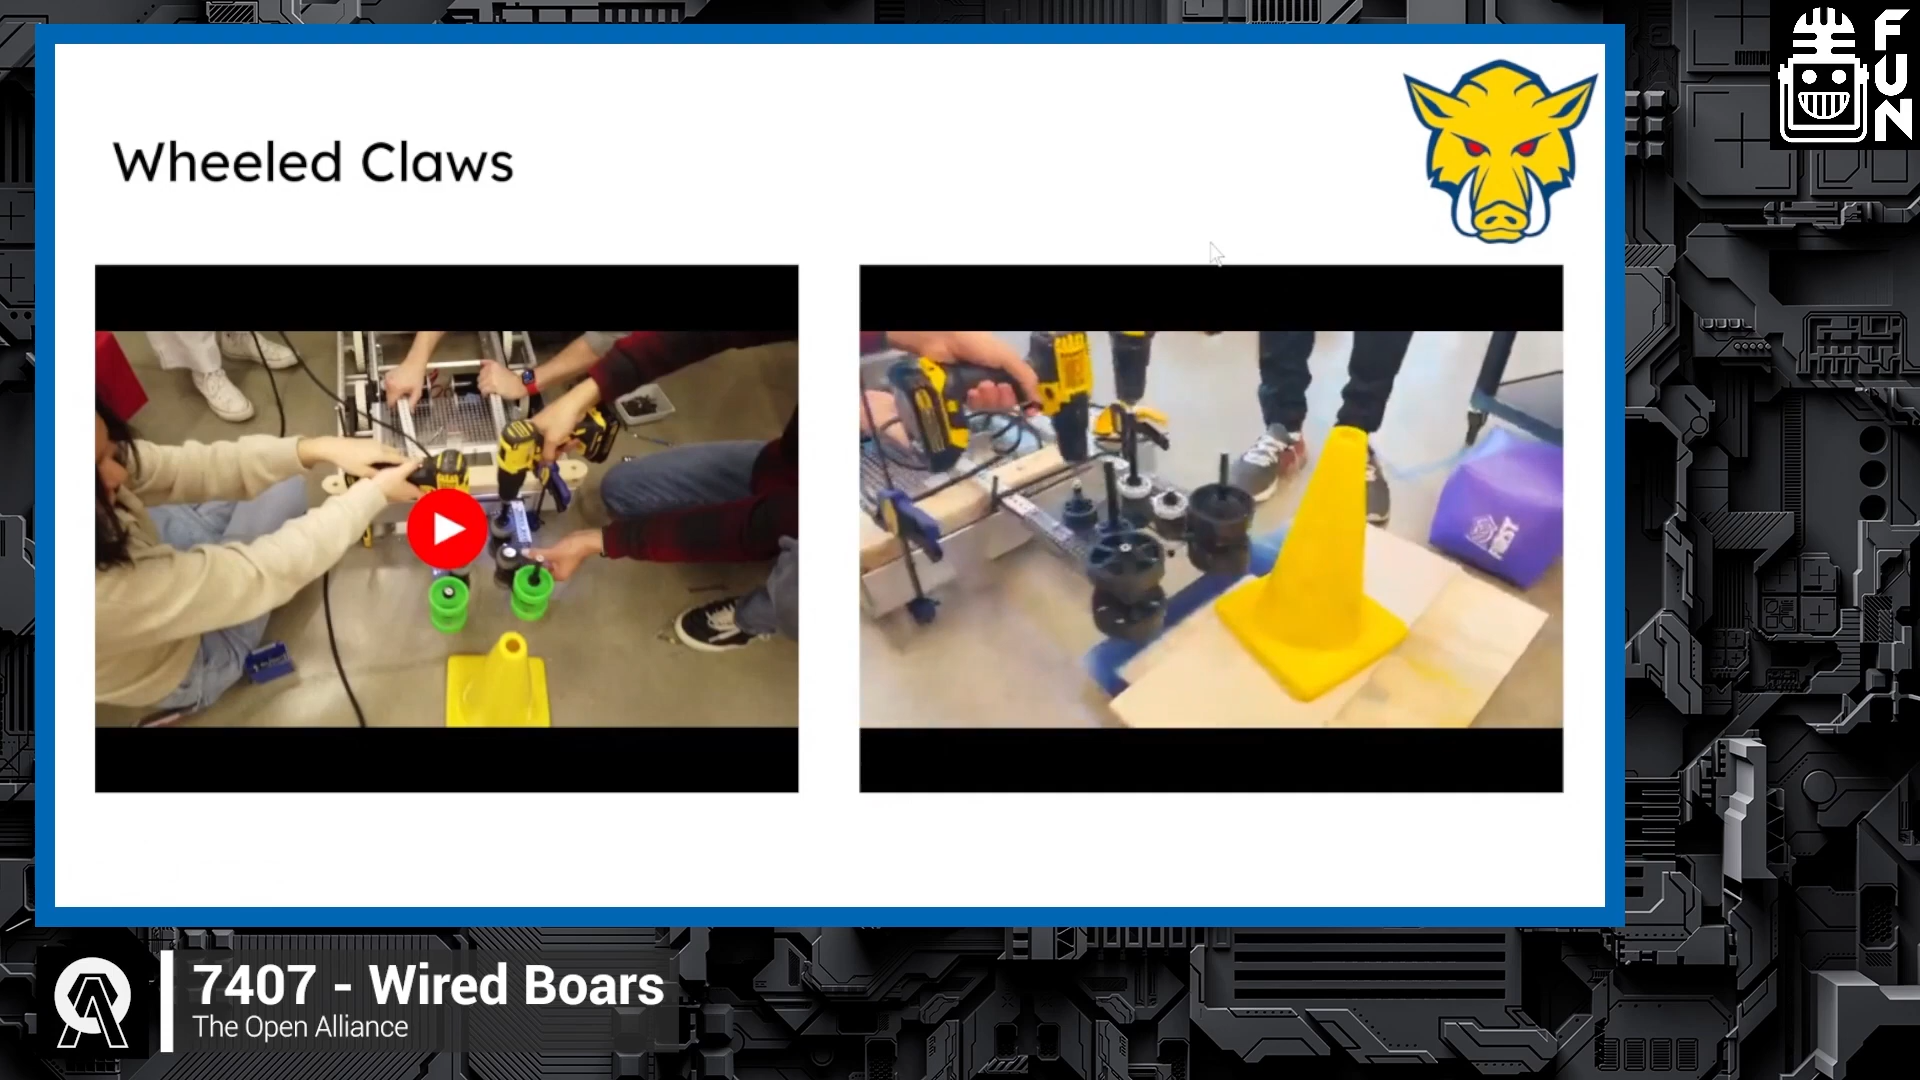 Wheeled Claws
FUN
7407 - Wired Boars
The Open Alliance